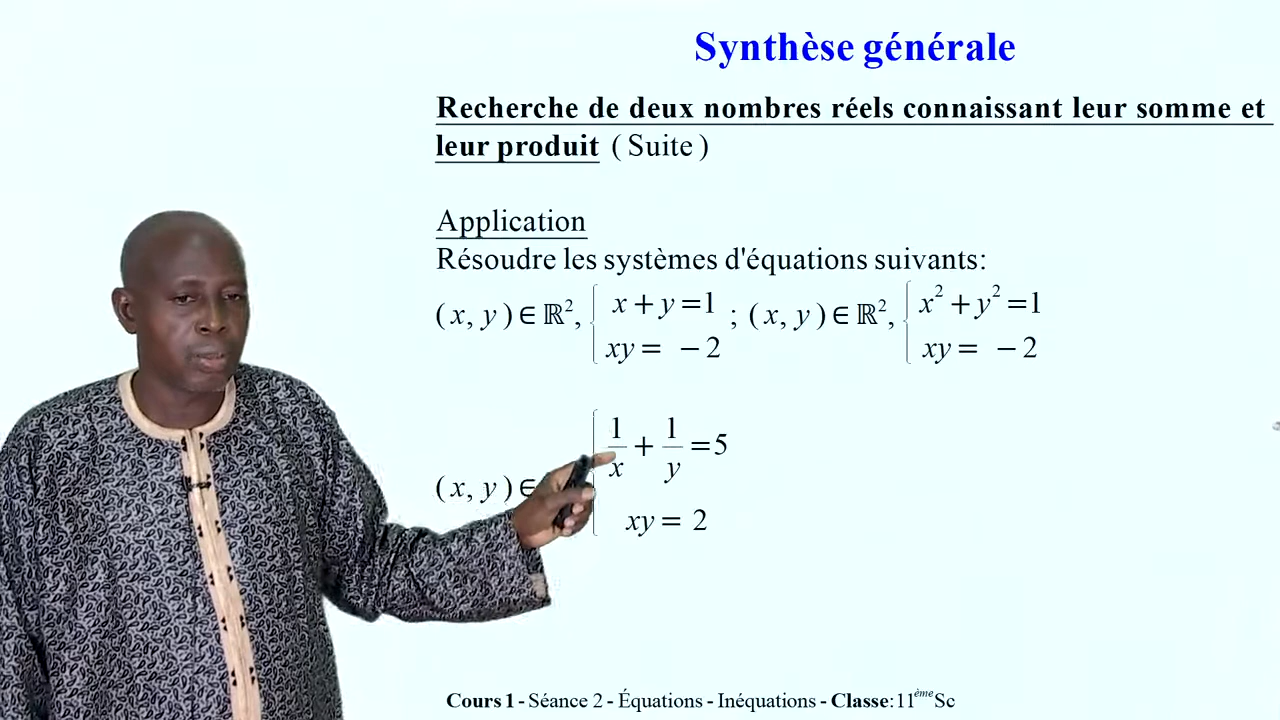 Synthèse générale
Recherche de deux nombres réels connaissant leur somme et
leur produit ( Suite )
Application
Résoudre les systèmes d'équations suivants:
( x, y ) ∈ ℝ², { x + y = 1 ; ( x, y ) ∈ ℝ², { x² + y² = 1
xy = − 2 xy = − 2
( x, y ) ∈ { 1/x + 1/y = 5
xy = 2
Cours 1 - Séance 2 - Équations - Inéquations - Classe:11ème Sc